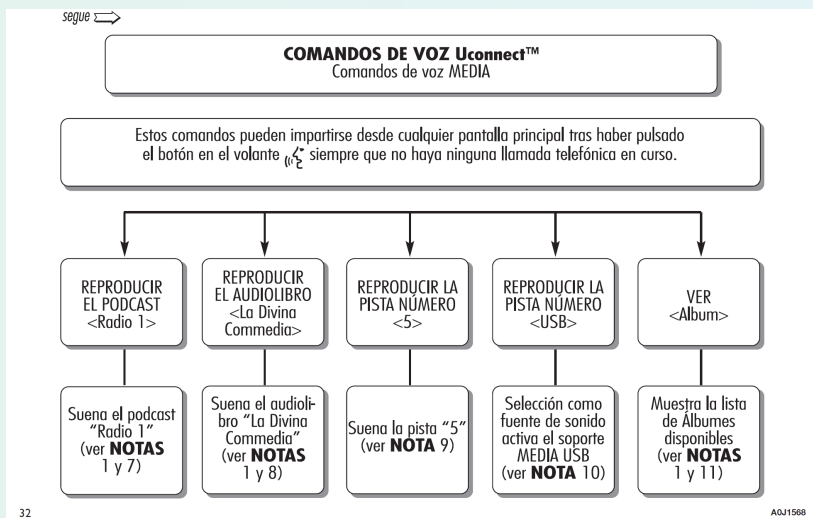 segue
COMANDOS DE VOZ Uconnect™
Comandos de voz MEDIA
Estos comandos pueden impartirse desde cualquier pantalla principal tras haber pulsado
el botón en el volante siempre que no haya ninguna llamada telefónica en curso.
REPRODUCIR
EL PODCAST
<Radio 1>
REPRODUCIR
EL AUDIOLIBRO
<La Divina
Commedia>
REPRODUCIR LA
PISTA NÚMERO
<5>
REPRODUCIR LA
PISTA NÚMERO
<USB>
VER
<Album>
Suena el podcast
“Radio 1”
(ver NOTAS
1 y 7)
Suena el audioli-
bro “La Divina
Commedia”
(ver NOTAS
1 y 8)
Suena la pista “5”
(ver NOTA 9)
Selección como
fuente de sonido
activa el soporte
MEDIA USB
(ver NOTA 10)
Muestra la lista
de Álbumes
disponibles
(ver NOTAS
1 y 11)
32
A0J1568